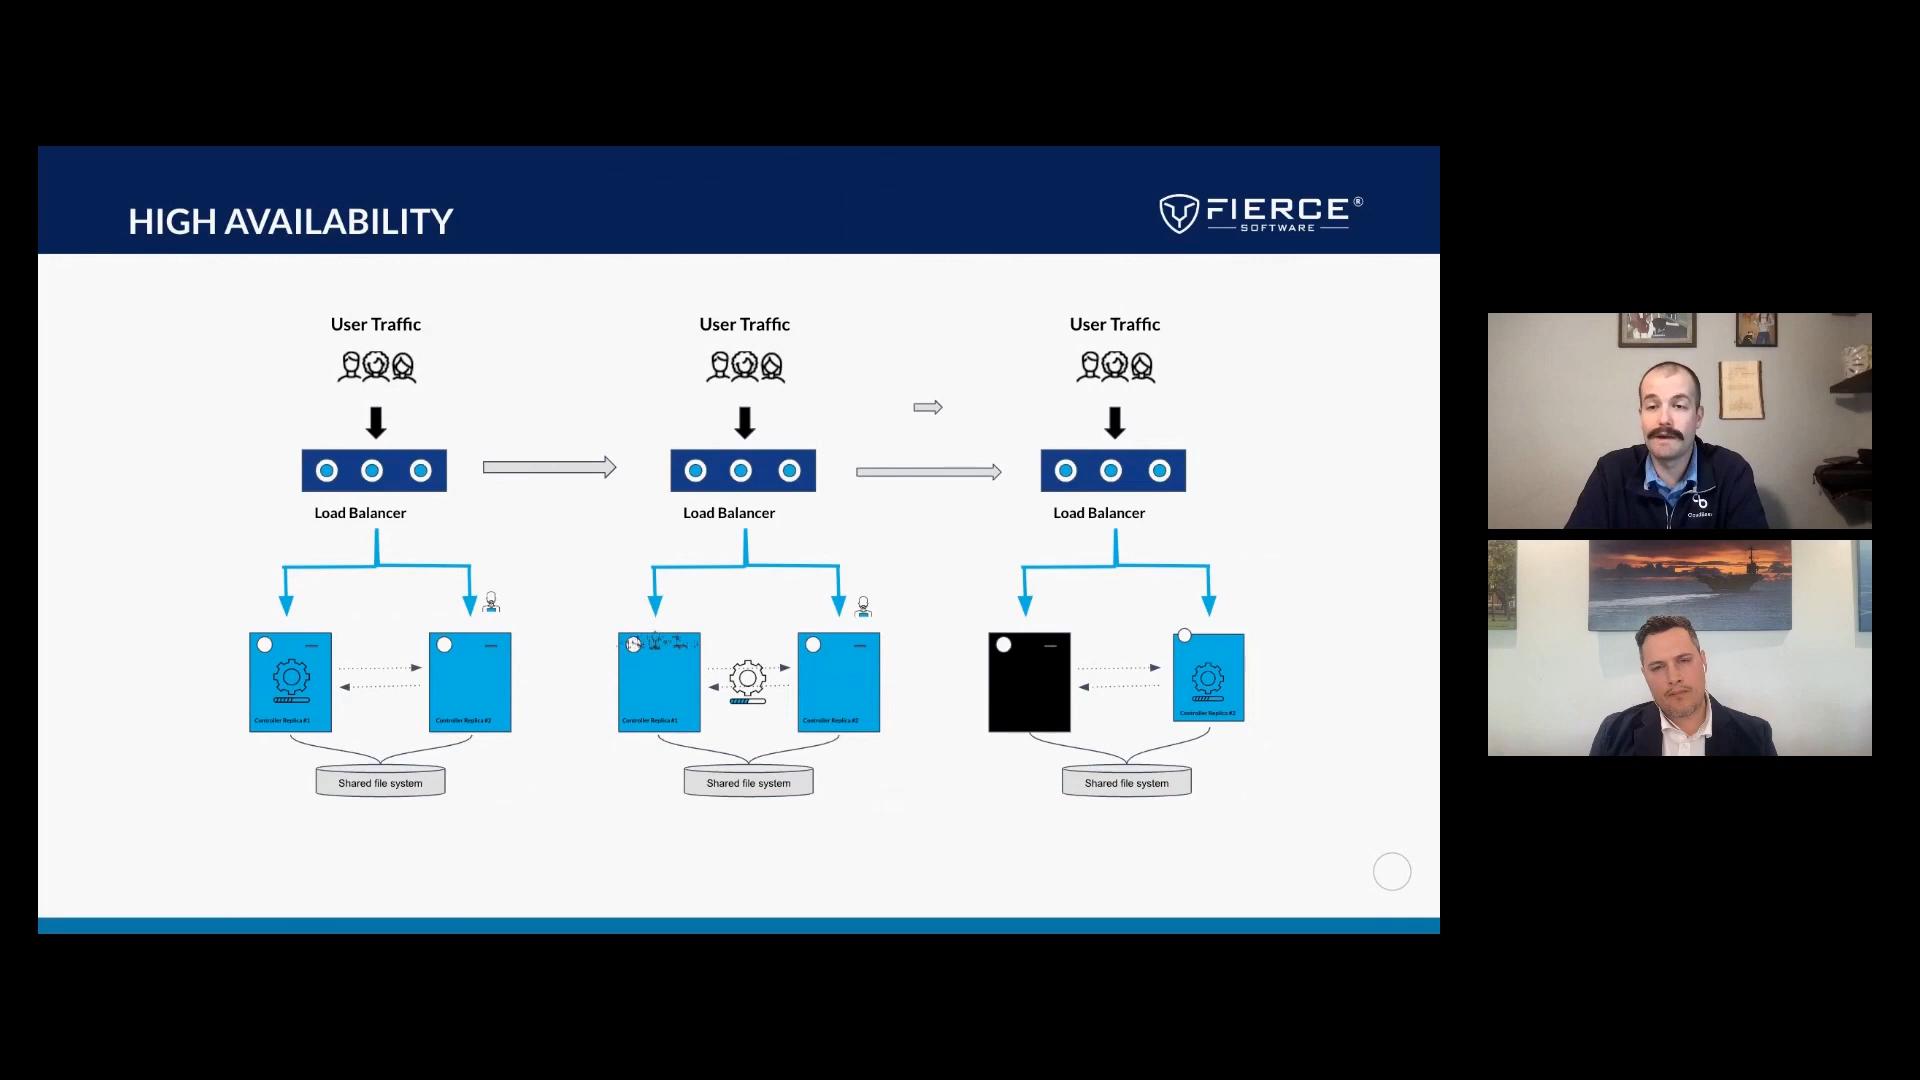 HIGH AVAILABILITY
FIERCE®
SOFTWARE
User Traffic
User Traffic
User Traffic
Load Balancer
Load Balancer
Load Balancer
Controller Replica #1
Controller Replica #2
Controller Replica #1
Controller Replica #2
Controller Replica #2
Shared file system
Shared file system
Shared file system
CloudBees